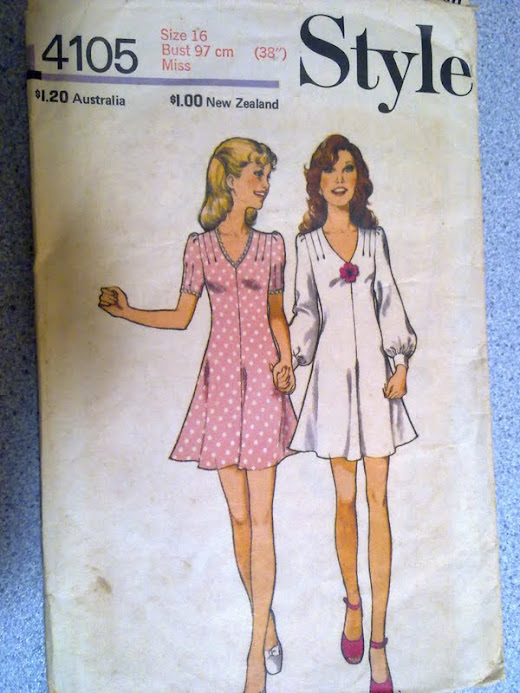 4105
Size 16
Bust 97 cm (38")
Miss
Style
$1.20 Australia $1.00 New Zealand